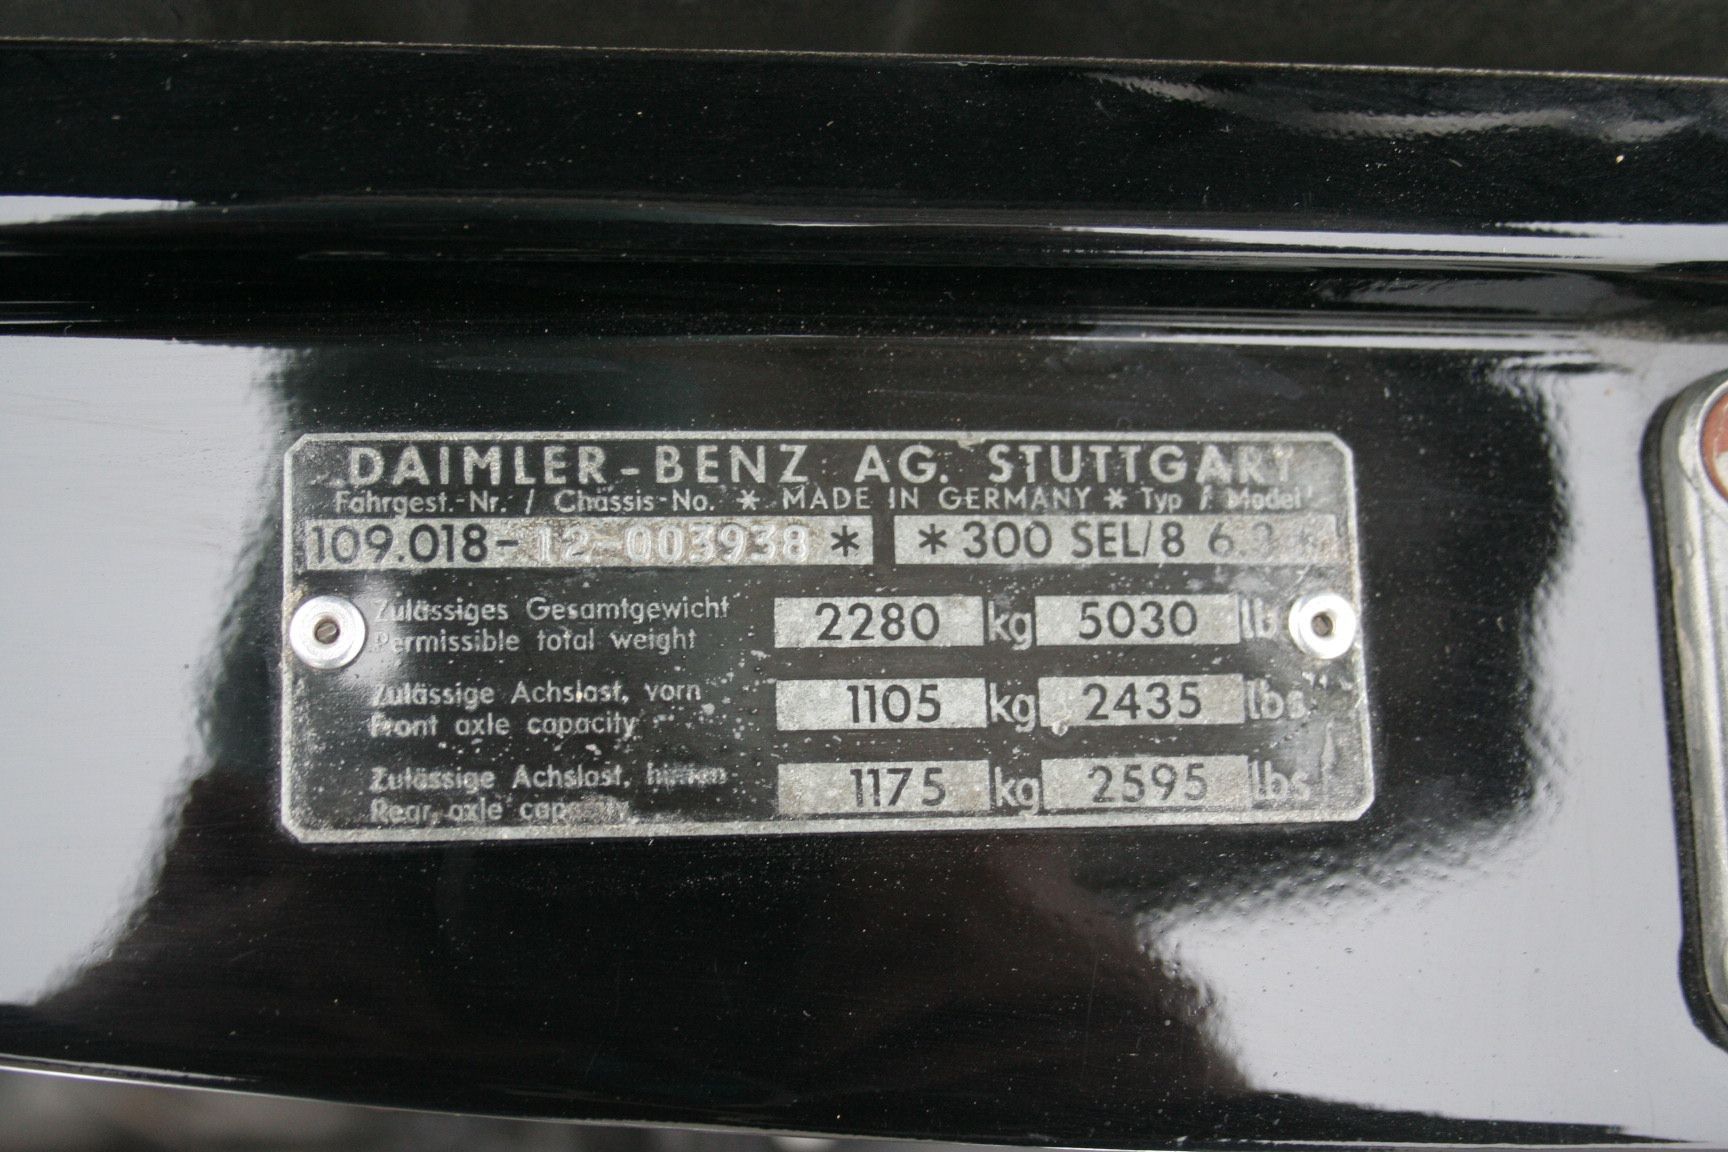 DAIMLER-BENZ AG. STUTTGART
Fahrgest.-Nr. / Chassis-No. * MADE IN GERMANY * Typ / Model
109.018-12-003938 * * 300 SEL/8 6.3 *
Zulässiges Gesamtgewicht
Permissible total weight
2280 kg 5030 lb
Zulässige Achslast, vorn
Front axle capacity
1105 kg 2435 lbs
Zulässige Achslast, hinten
Rear axle capacity
1175 kg 2595 lbs